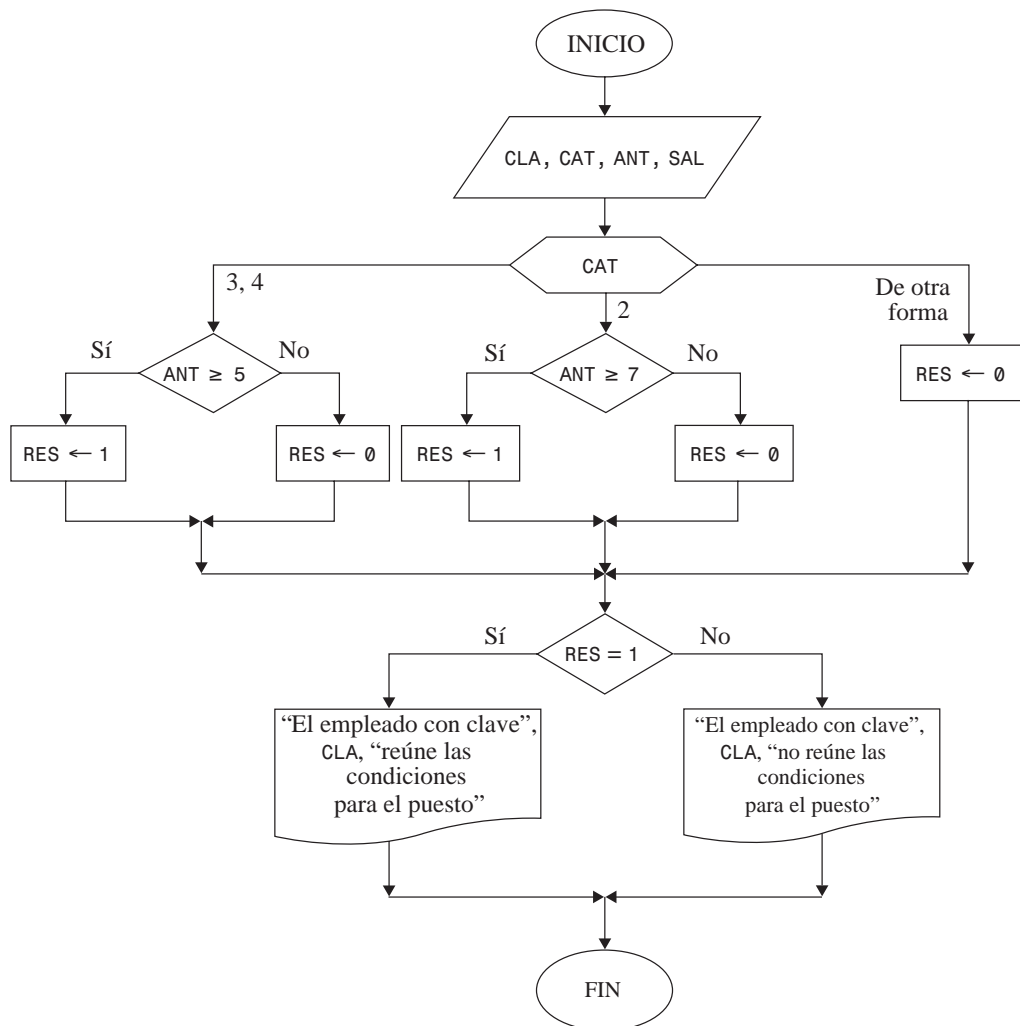 INICIO
CLA, CAT, ANT, SAL
CAT
3, 4
2
De otra
forma
Sí
ANT ≥ 5
No
Sí
ANT ≥ 7
No
RES ← 0
RES ← 1
RES ← 0
RES ← 1
RES ← 0
Sí
RES = 1
No
“El empleado con clave”,
CLA, “reúne las
condiciones
para el puesto”
“El empleado con clave”,
CLA, “no reúne las
condiciones
para el puesto”
FIN